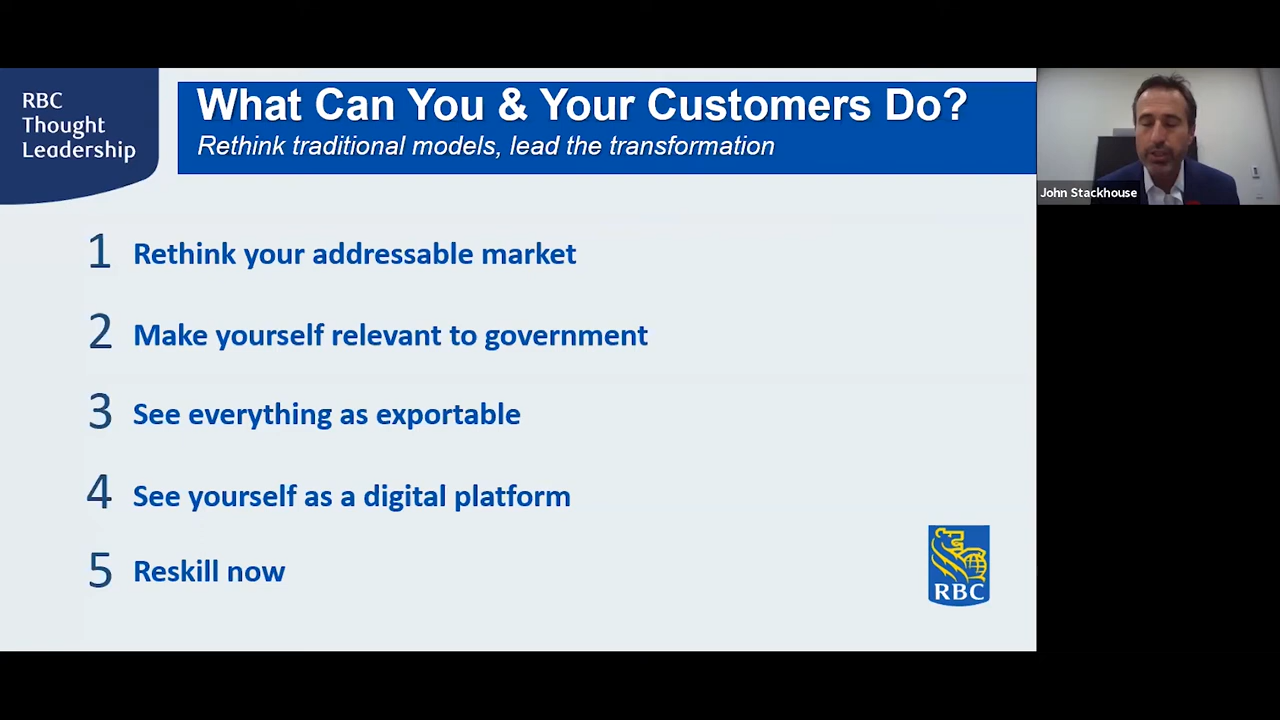 RBC
Thought
Leadership
What Can You & Your Customers Do?
Rethink traditional models, lead the transformation
John Stackhouse
1 Rethink your addressable market
2 Make yourself relevant to government
3 See everything as exportable
4 See yourself as a digital platform
5 Reskill now
RBC